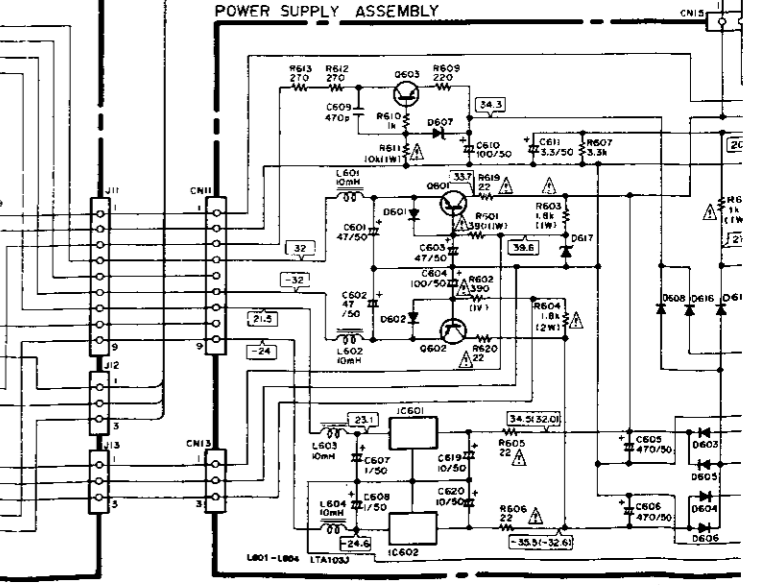 POWER SUPPLY ASSEMBLY
CN15
1
R613
270
R612
270
Q603
R609
220
C609
470p
R610
1k
D607
34.3
R611
10k(1W)
C610
100/50
C611
3.3/50
R607
3.3k
L601
10mH
33.7
R619
22
J11
1
CN11
1
Q601
D601
C601
47/50
R601
390(1W)
R603
1.8k
(1W)
32
C603
47/50
39.6
D617
-32
C604
100/50
R602
390
(1W)
C602
47
/50
R604
1.8k
(2W)
D608
D616
21.5
D602
-24
9
9
L602
10mH
Q602
R620
22
J12
1
3
23.1
IC601
34.5(32.0)
J13
1
CN13
1
L603
10mH
C607
1/50
C619
10/50
R605
22
C605
470/50
D603
D605
3
3
L604
10mH
C608
1/50
C620
10/50
R606
22
C606
470/50
D604
D606
-24.6
IC602
-35.5(-32.6)
L601-L604 LTA103J